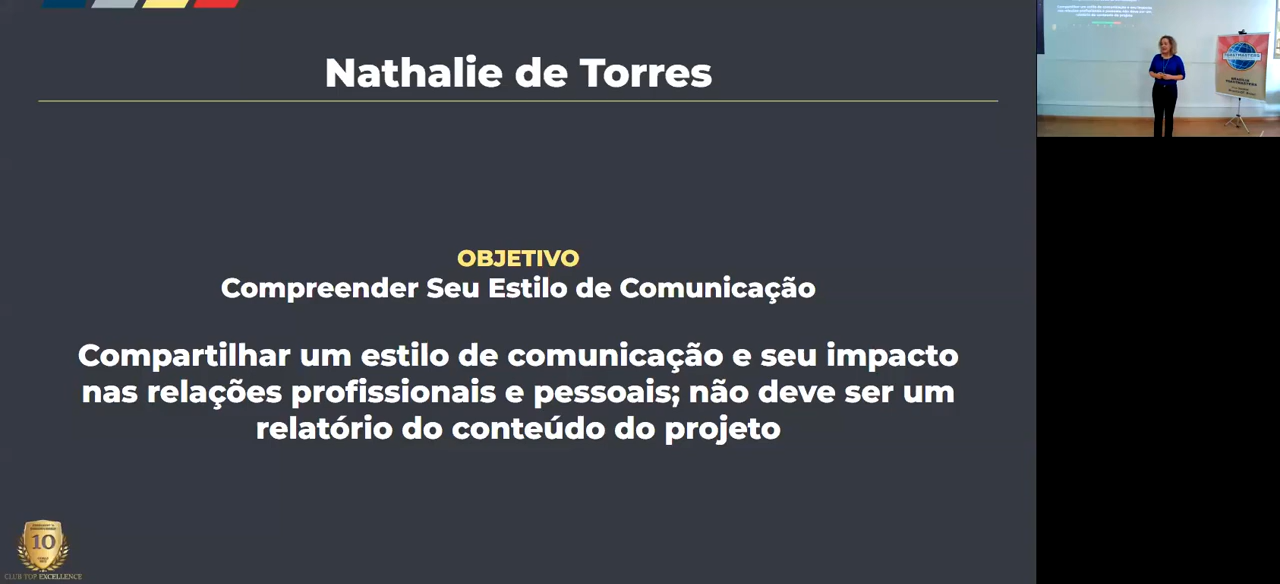 Nathalie de Torres
OBJETIVO
Compreender Seu Estilo de Comunicação
Compartilhar um estilo de comunicação e seu impacto
nas relações profissionais e pessoais; não deve ser um
relatório do conteúdo do projeto
10
CLUB TOP EXCELLENCE
TOASTMASTERS